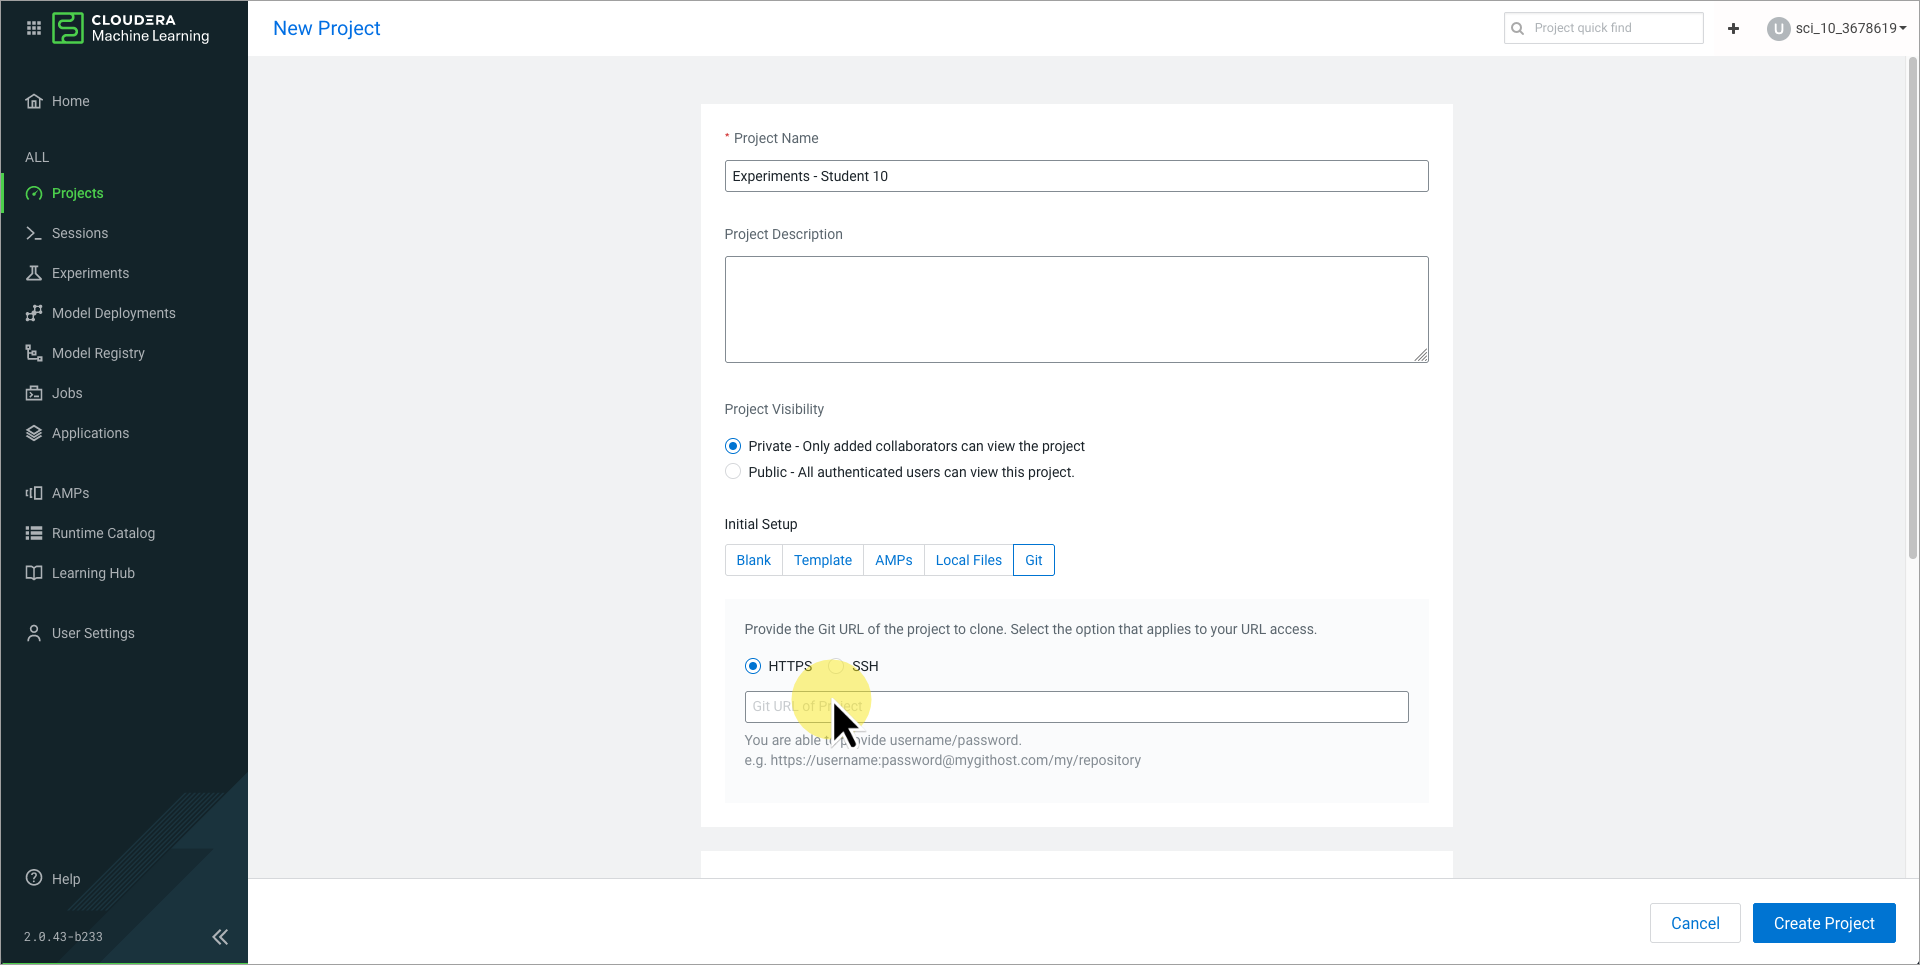 CLOUDERA
Machine Learning
New Project
Project quick find
U
sci_10_3678619
Home
ALL
Projects
Sessions
Experiments
Model Deployments
Model Registry
Jobs
Applications
AMPs
Runtime Catalog
Learning Hub
User Settings
Help
2.0.43-b233
* Project Name
Experiments - Student 10
Project Description
Project Visibility
Private - Only added collaborators can view the project
Public - All authenticated users can view this project.
Initial Setup
Blank Template AMPs Local Files Git
Provide the Git URL of the project to clone. Select the option that applies to your URL access.
HTTPS SSH
Git URL of Project
You are able to provide username/password.
e.g. https://username:password@mygithost.com/my/repository
Cancel
Create Project